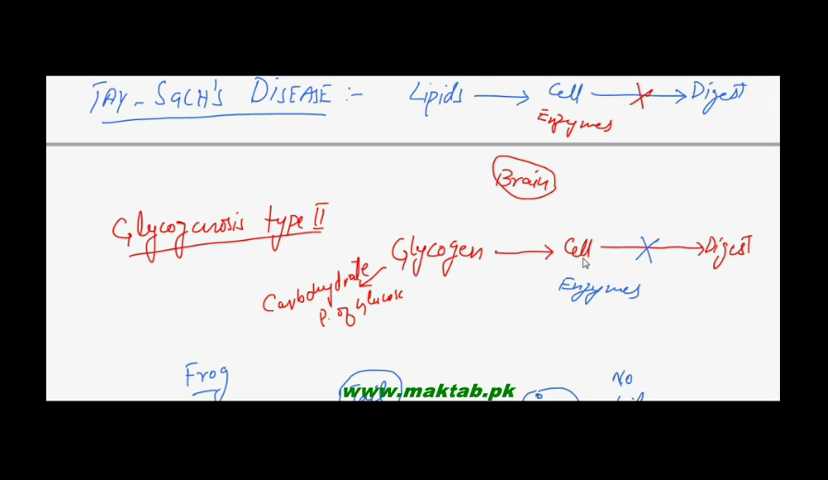 TAY-SACH'S DISEASE :- Lipids Cell Digest
Enzymes
Brain
Glycogenosis type II
Glycogen Cell Digest
Carbohydrate
P. of glucose
Enzymes
Frog
No
www.maktab.pk